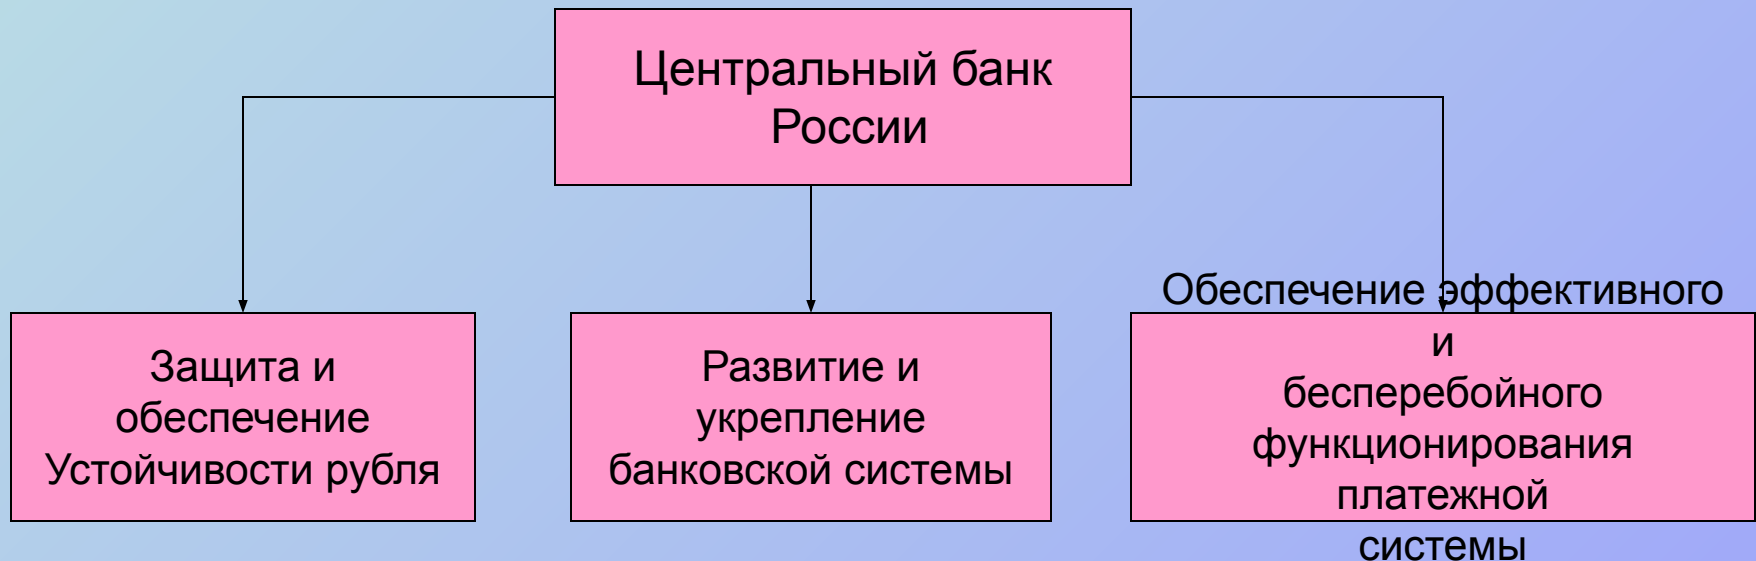 Центральный банк
России
Защита и
обеспечение
Устойчивости рубля
Развитие и
укрепление
банковской системы
Обеспечение эффективного
и
бесперебойного
функционирования
платежной
системы